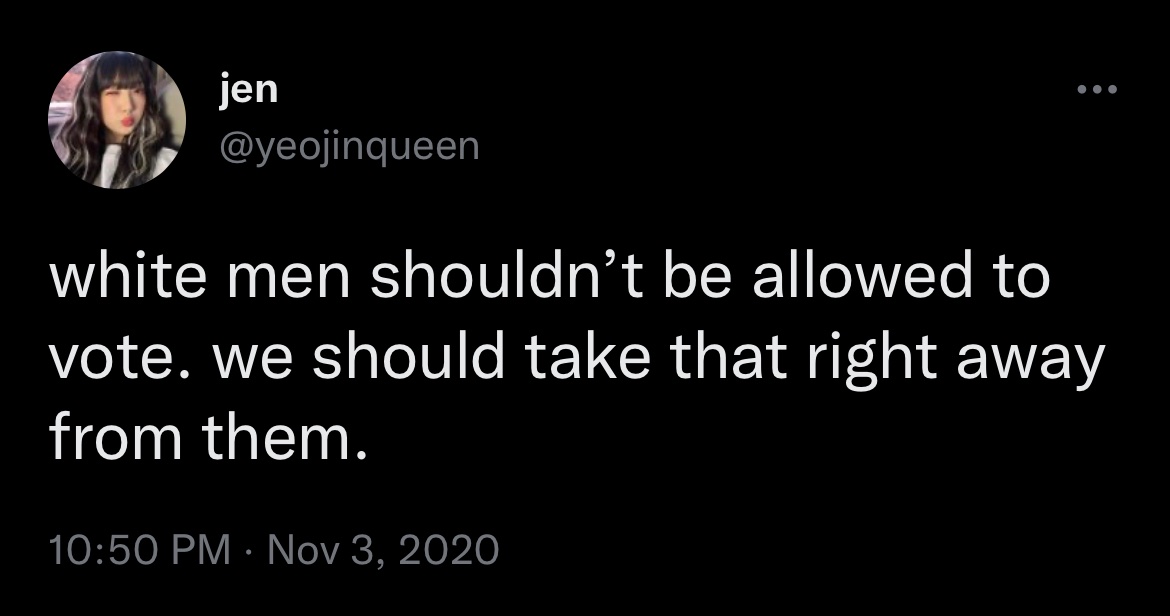 jen
@yeojinqueen
white men shouldn’t be allowed to
vote. we should take that right away
from them.
10:50 PM · Nov 3, 2020